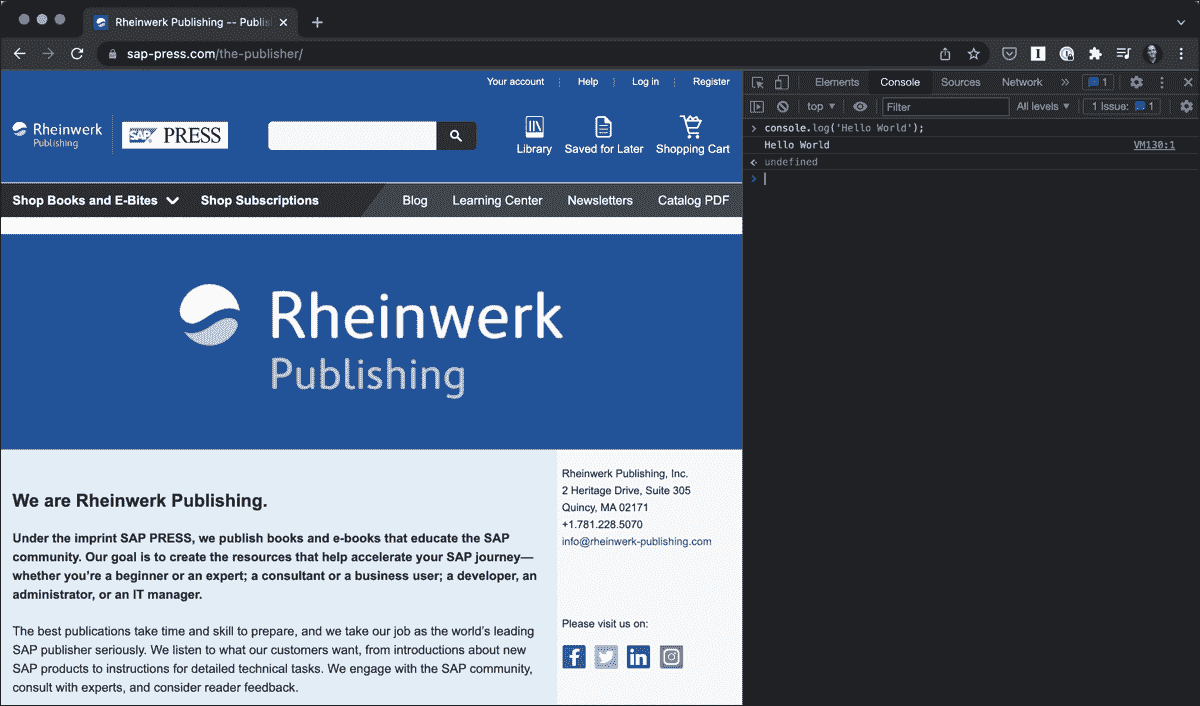 Rheinwerk Publishing -- Publis
sap-press.com/the-publisher/
Your account Help Log in Register
Rheinwerk
Publishing
SAP PRESS
Library Saved for Later Shopping Cart
Shop Books and E-Bites Shop Subscriptions Blog Learning Center Newsletters Catalog PDF
Rheinwerk
Publishing
We are Rheinwerk Publishing.
Under the imprint SAP PRESS, we publish books and e-books that educate the SAP
community. Our goal is to create the resources that help accelerate your SAP journey—
whether you're a beginner or an expert; a consultant or a business user; a developer, an
administrator, or an IT manager.
The best publications take time and skill to prepare, and we take our job as the world's leading
SAP publisher seriously. We listen to what our customers want, from introductions about new
SAP products to instructions for detailed technical tasks. We engage with the SAP community,
consult with experts, and consider reader feedback.
Rheinwerk Publishing, Inc.
2 Heritage Drive, Suite 305
Quincy, MA 02171
+1.781.228.5070
info@rheinwerk-publishing.com
Please visit us on:
f in
Elements Console Sources Network » 1
top Filter All levels 1 Issue: 1
> console.log('Hello World');
Hello World VM130:1
undefined
>